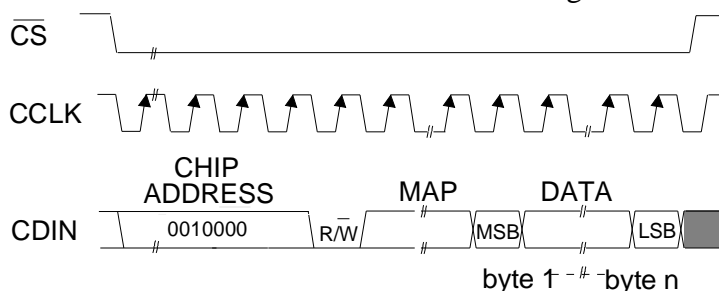 CS
CCLK
CHIP
ADDRESS
MAP
DATA
CDIN
0010000
R/W
MSB
LSB
byte 1
byte n